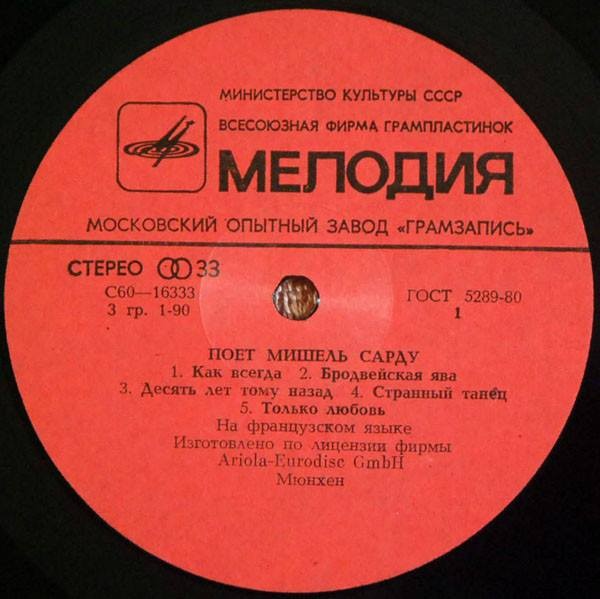 МИНИСТЕРСТВО КУЛЬТУРЫ СССР
ВСЕСОЮЗНАЯ ФИРМА ГРАМПЛАСТИНОК
МЕЛОДИЯ
МОСКОВСКИЙ ОПЫТНЫЙ ЗАВОД «ГРАМЗАПИСЬ»
СТЕРЕО 33
С60—16333 ГОСТ 5289-80
3 гр. 1-90 1
ПОЕТ МИШЕЛЬ САРДУ
1. Как всегда 2. Бродвейская ява
3. Десять лет тому назад 4. Странный танец
5. Только любовь
На французском языке
Изготовлено по лицензии фирмы
Ariola-Eurodisc GmbH
Мюнхен